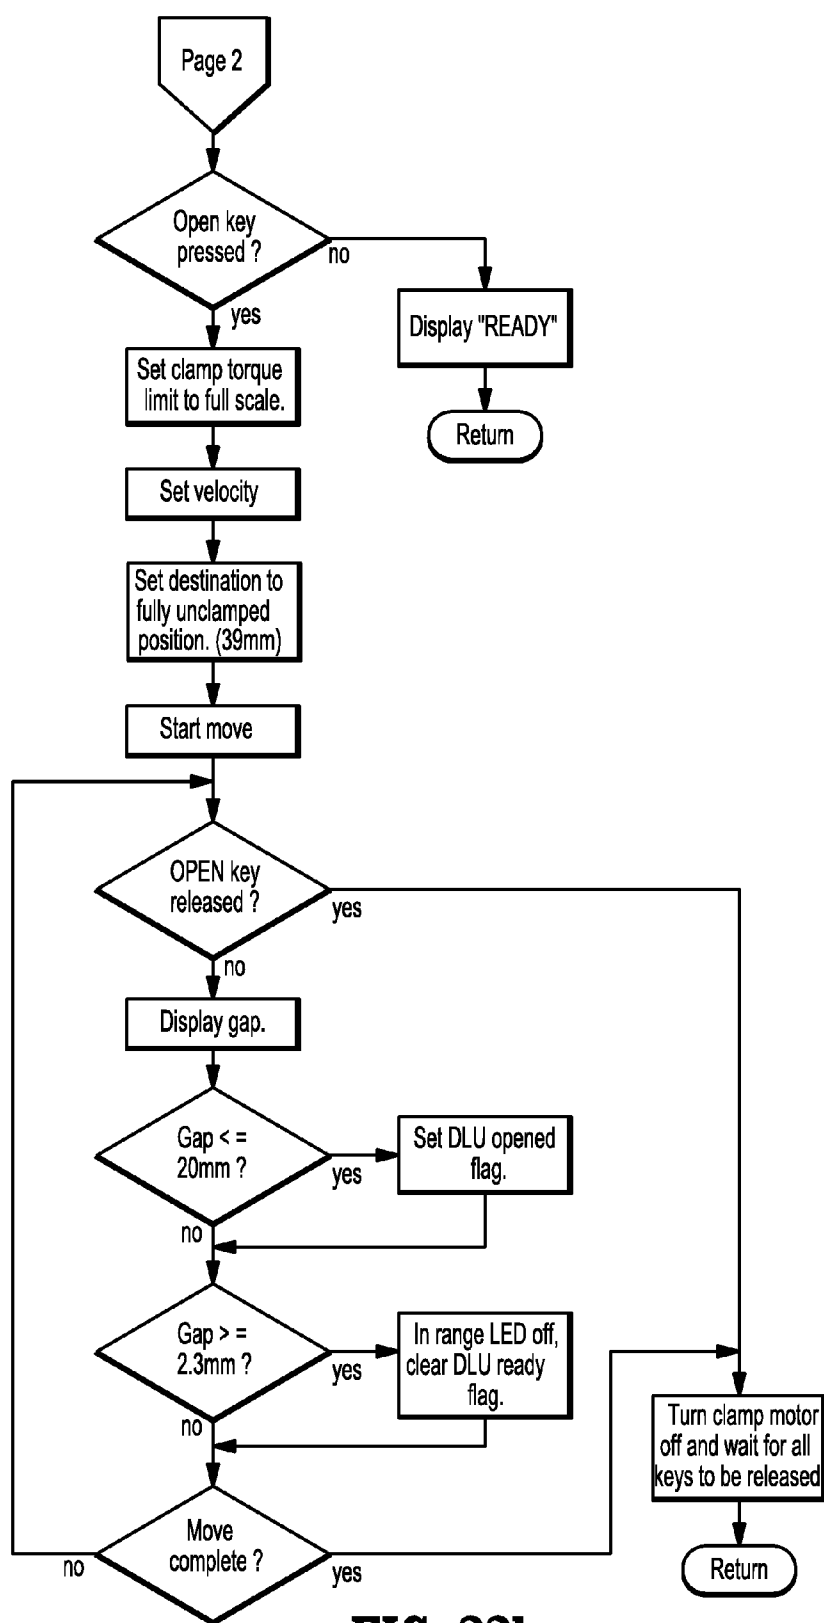 Page 2
Open key
pressed ?
no
yes
Display "READY"
Set clamp torque
limit to full scale.
Return
Set velocity
Set destination to
fully unclamped
position. (39mm)
Start move
OPEN key
released ?
yes
no
Display gap.
Gap < =
20mm ?
yes
Set DLU opened
flag.
no
Gap > =
2.3mm ?
yes
In range LED off,
clear DLU ready
flag.
no
Turn clamp motor
off and wait for all
keys to be released
Move
complete ?
no
yes
Return